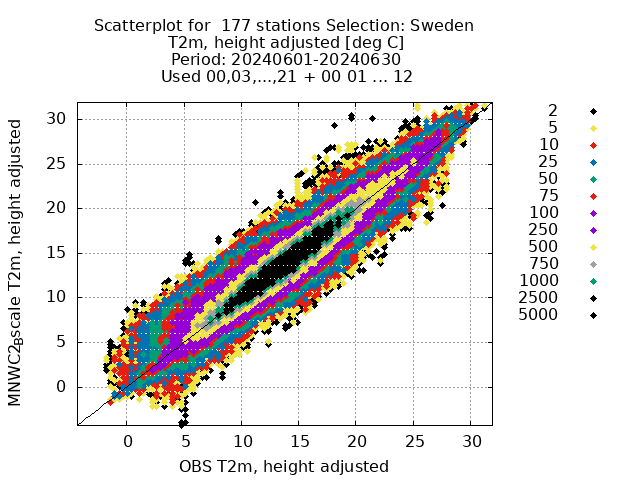 Scatterplot for  177 stations Selection: Sweden
T2m, height adjusted [deg C]
Period: 20240601-20240630
Used 00,03,...,21 + 00 01 ... 12
MNWC2_Bscale T2m, height adjusted
30
25
20
15
10
5
0
0 5 10 15 20 25 30
OBS T2m, height adjusted
2
5
10
25
50
75
100
250
500
750
1000
2500
5000